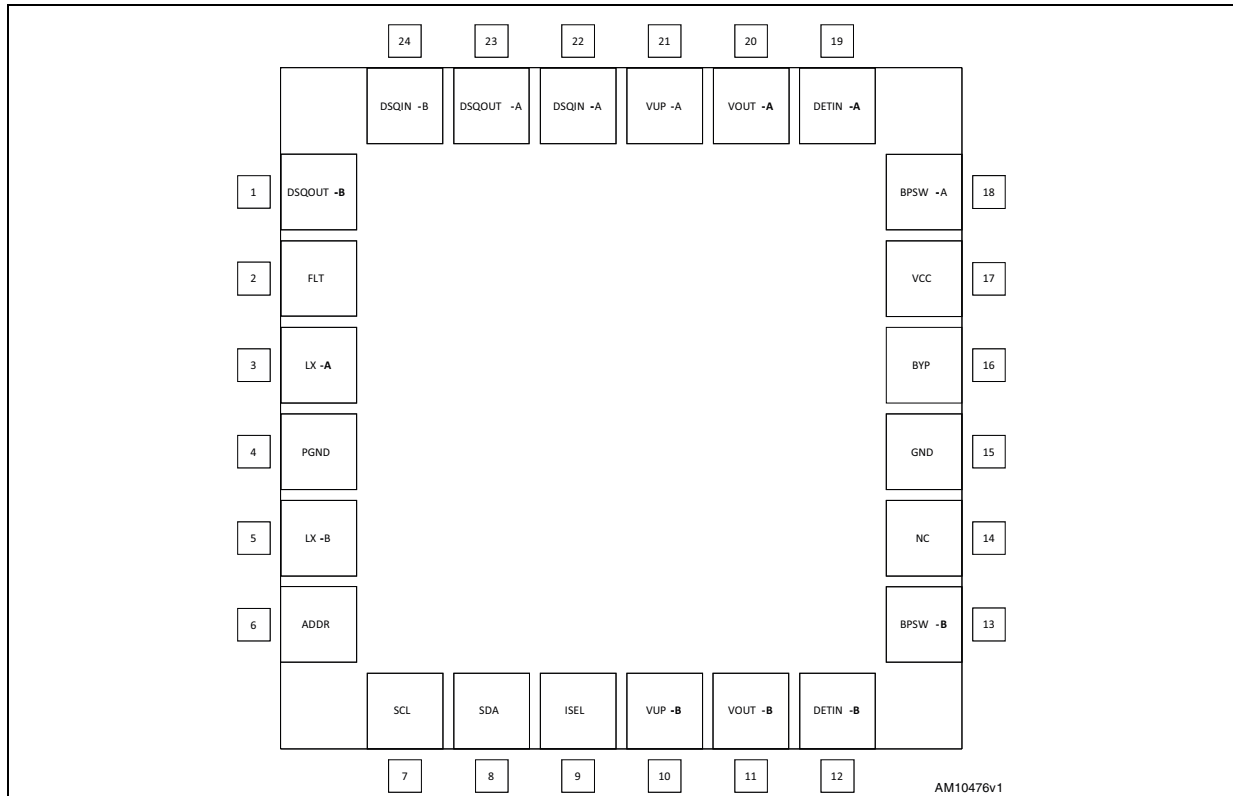 24 23 22 21 20 19
DSQIN -B DSQOUT -A DSQIN -A VUP -A VOUT -A DETIN -A
1 DSQOUT -B BPSW -A 18
2 FLT VCC 17
3 LX -A BYP 16
4 PGND GND 15
5 LX -B NC 14
6 ADDR BPSW -B 13
SCL SDA ISEL VUP -B VOUT -B DETIN -B
7 8 9 10 11 12
AM10476v1